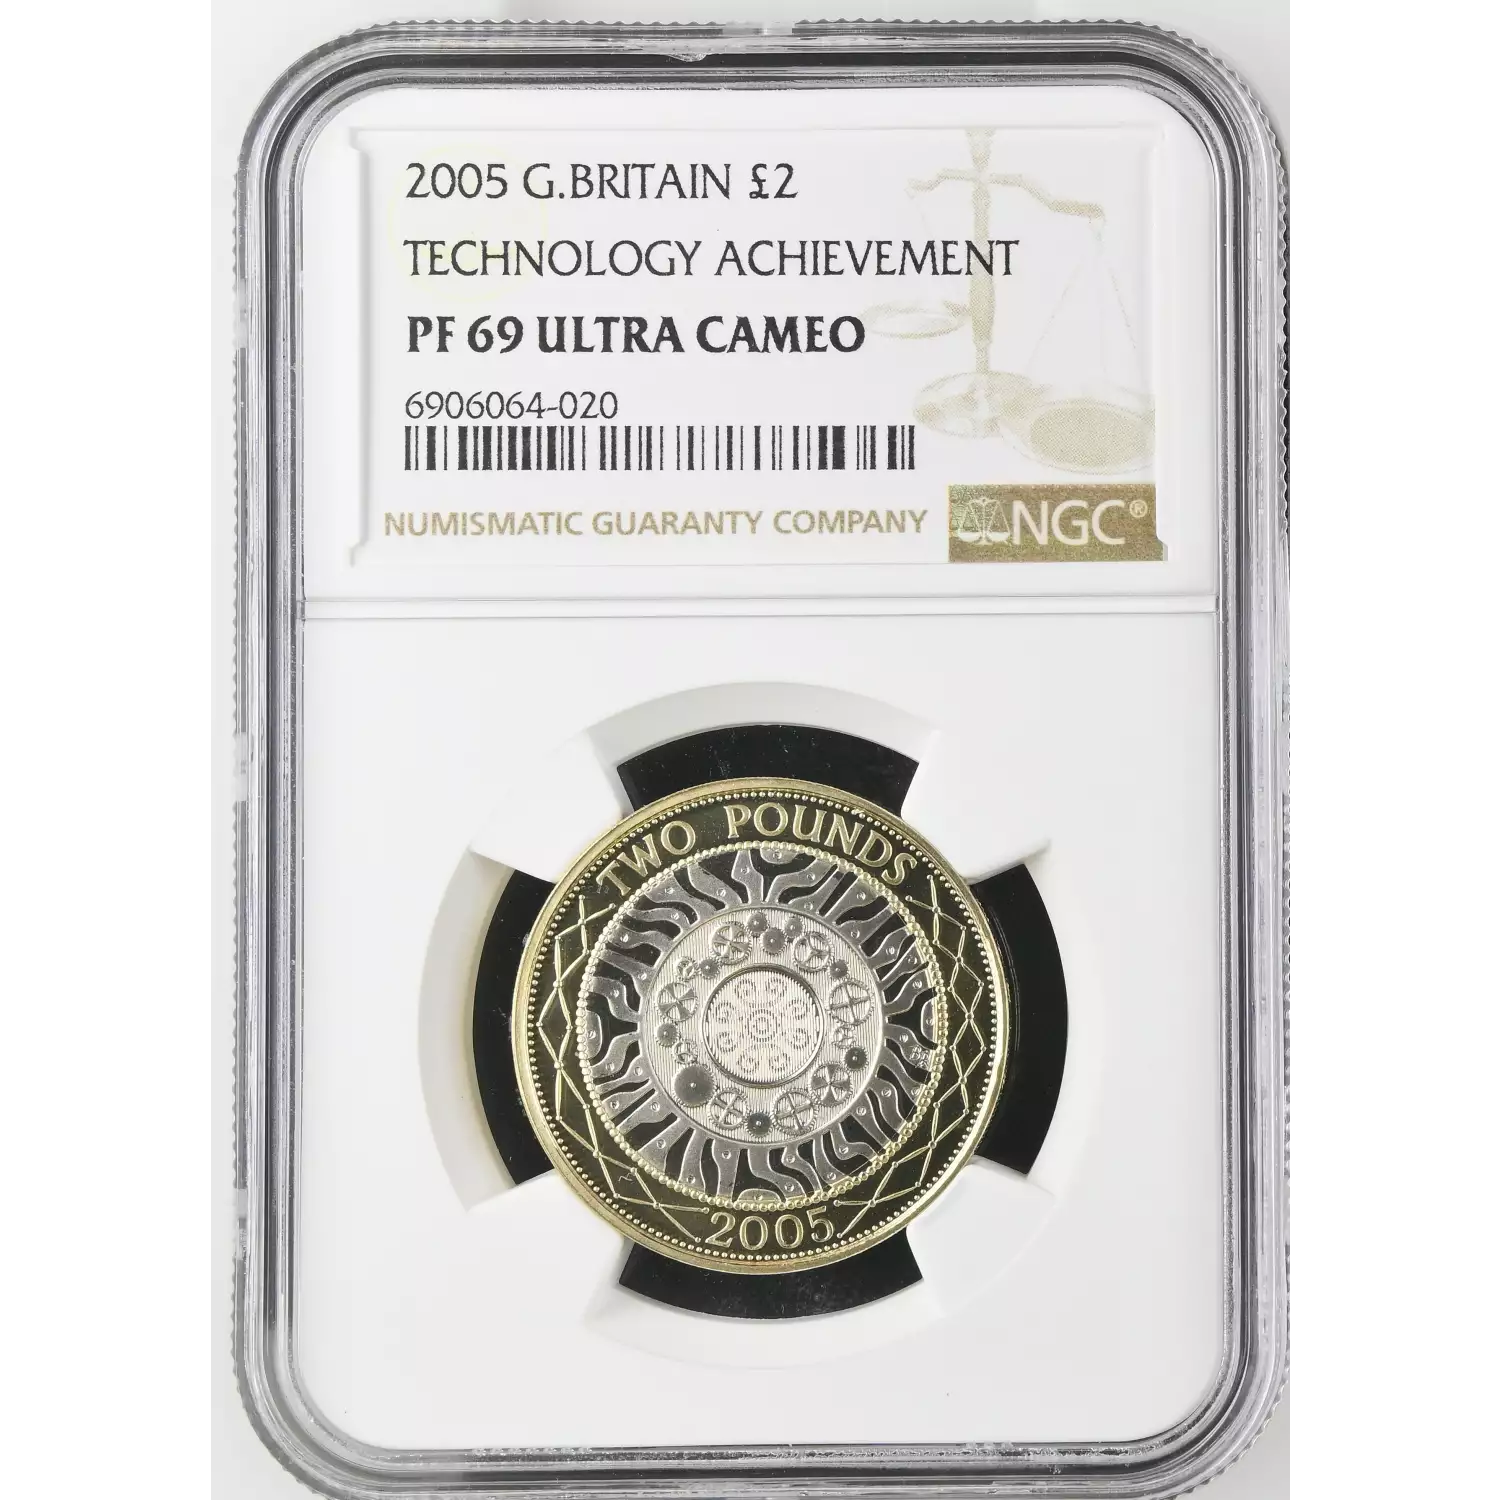 2005 G.BRITAIN £2
TECHNOLOGY ACHIEVEMENT
PF 69 ULTRA CAMEO
6906064-020
NUMISMATIC GUARANTY COMPANY
NGC®
TWO POUNDS
2005